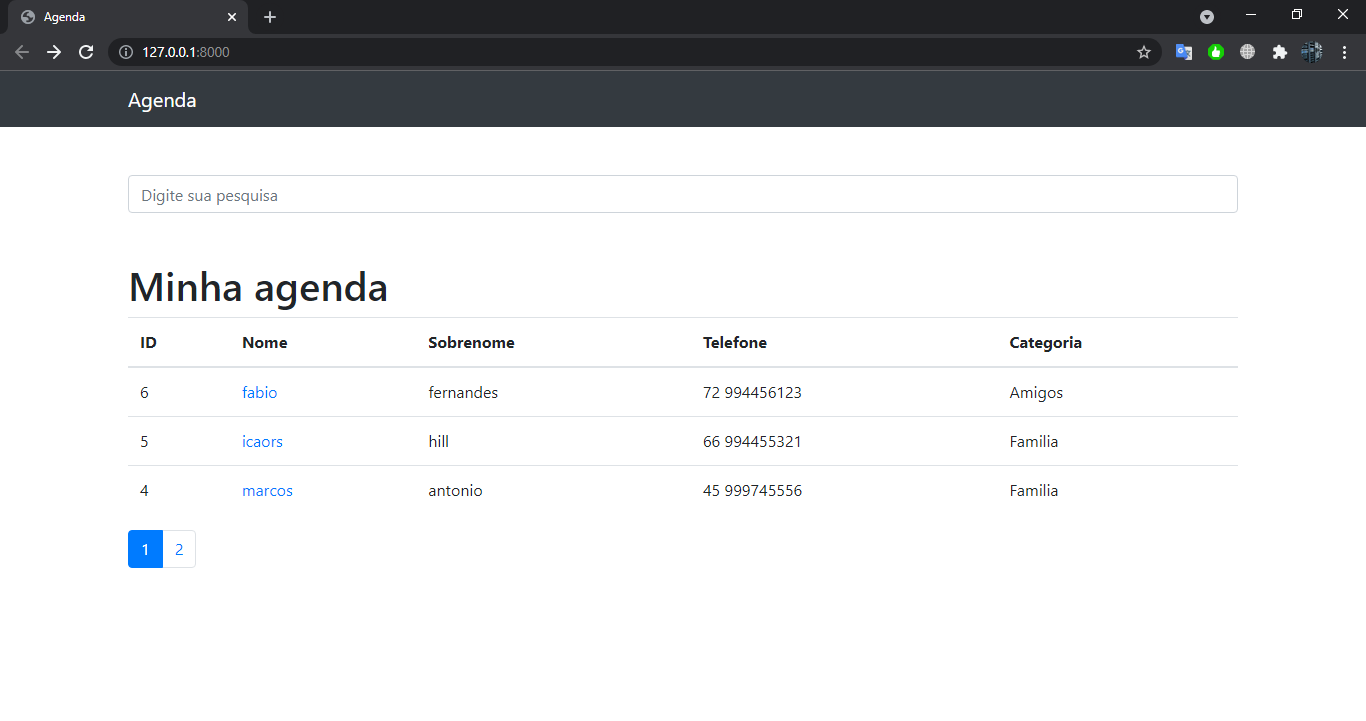 Agenda
127.0.0.1:8000
Agenda
Digite sua pesquisa
Minha agenda
ID Nome Sobrenome Telefone Categoria
6 fabio fernandes 72 994456123 Amigos
5 icaors hill 66 994455321 Familia
4 marcos antonio 45 999745556 Familia
1 2